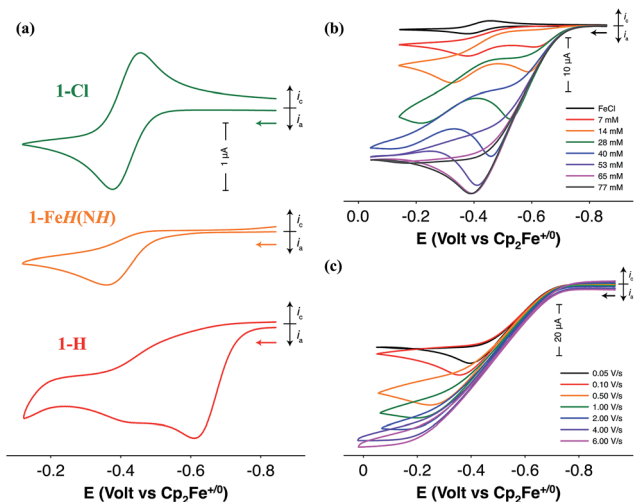 (a)
1-Cl
i_c
i_a
1 µA
1-FeH(NH)
i_c
i_a
1-H
i_c
i_a
-0.2 -0.4 -0.6 -0.8
E (Volt vs Cp₂Fe⁺/⁰)
(b)
i_c
i_a
10 µA
FeCl
7 mM
14 mM
28 mM
40 mM
53 mM
65 mM
77 mM
0.0 -0.2 -0.4 -0.6 -0.8
E (Volt vs Cp₂Fe⁺/⁰)
(c)
i_c
i_a
20 µA
0.05 V/s
0.10 V/s
0.50 V/s
1.00 V/s
2.00 V/s
4.00 V/s
6.00 V/s
0 -0.2 -0.4 -0.6 -0.8
E (Volt vs Cp₂Fe⁺/⁰)